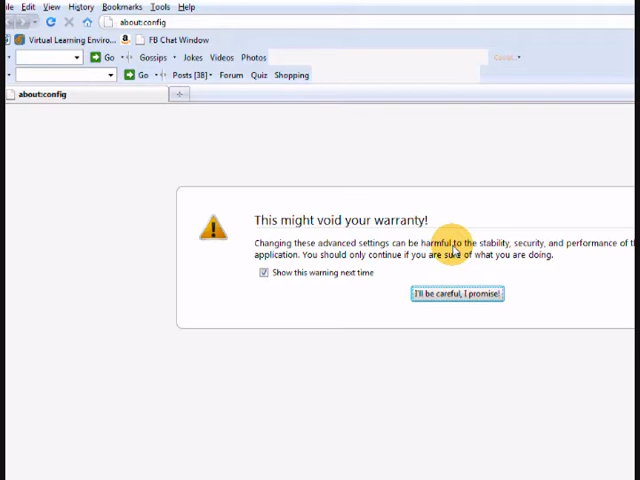 ile Edit View History Bookmarks Tools Help
about:config
Virtual Learning Enviro... FB Chat Window
Go Gossips Jokes Videos Photos
Go Posts [38] Forum Quiz Shopping
about:config
This might void your warranty!
Changing these advanced settings can be harmful to the stability, security, and performance of th
application. You should only continue if you are sure of what you are doing.
Show this warning next time
I'll be careful, I promise!